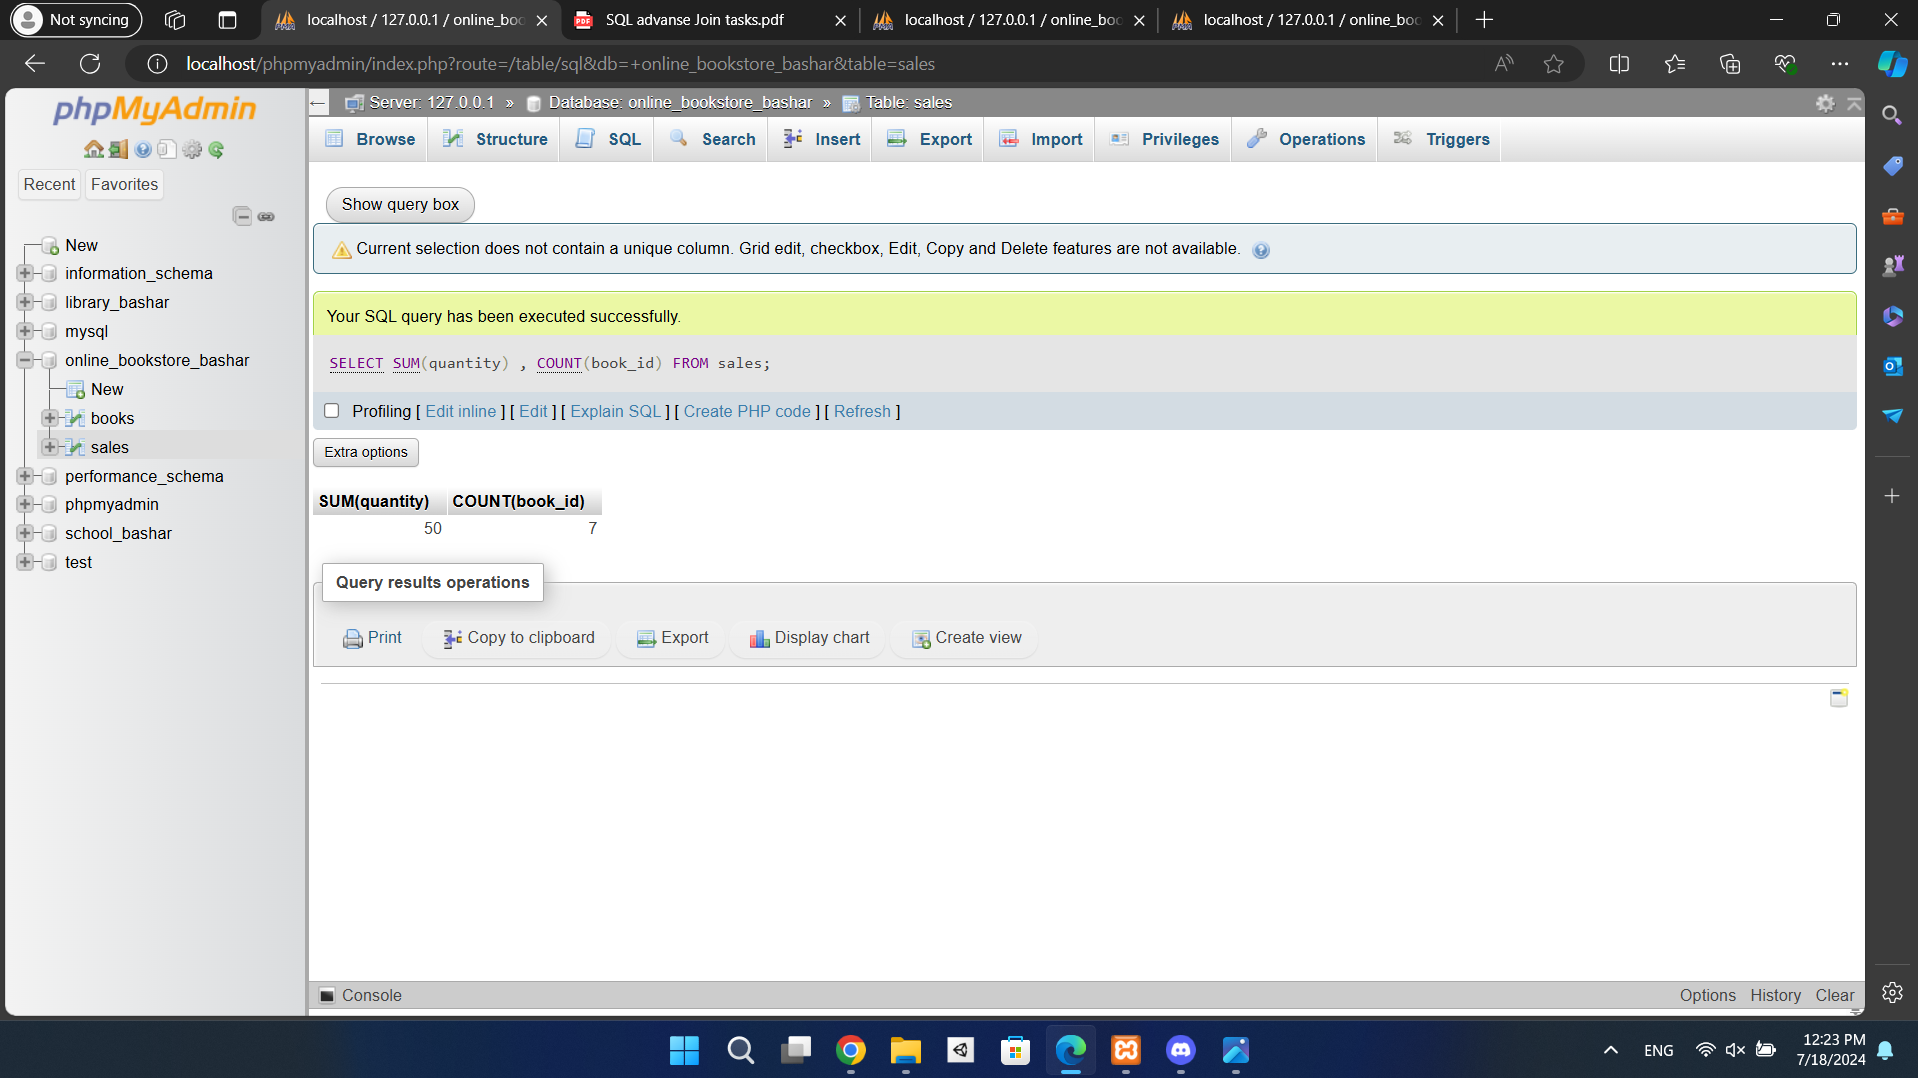 Not syncing
localhost / 127.0.0.1 / online_boo
SQL advanse Join tasks.pdf
localhost / 127.0.0.1 / online_boo
localhost / 127.0.0.1 / online_boo
localhost/phpmyadmin/index.php?route=/table/sql&db=+online_bookstore_bashar&table=sales
phpMyAdmin
Recent
Favorites
New
information_schema
library_bashar
mysql
online_bookstore_bashar
New
books
sales
performance_schema
phpmyadmin
school_bashar
test
Server: 127.0.0.1 » Database: online_bookstore_bashar » Table: sales
Browse
Structure
SQL
Search
Insert
Export
Import
Privileges
Operations
Triggers
Show query box
Current selection does not contain a unique column. Grid edit, checkbox, Edit, Copy and Delete features are not available.
Your SQL query has been executed successfully.
SELECT SUM(quantity) , COUNT(book_id) FROM sales;
Profiling [ Edit inline ] [ Edit ] [ Explain SQL ] [ Create PHP code ] [ Refresh ]
Extra options
SUM(quantity) COUNT(book_id)
50 7
Query results operations
Print
Copy to clipboard
Export
Display chart
Create view
Console
Options
History
Clear
ENG
12:23 PM
7/18/2024